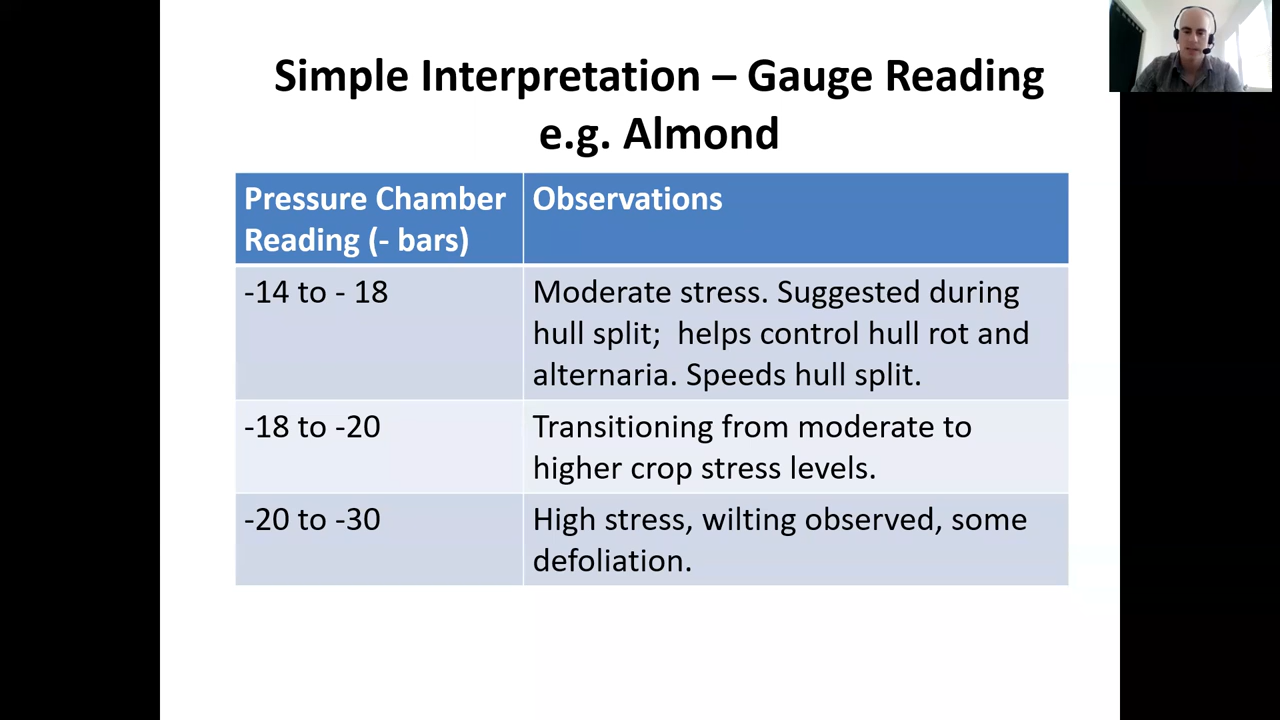 Simple Interpretation – Gauge Reading
e.g. Almond
Pressure Chamber
Reading (- bars)
Observations
-14 to - 18
Moderate stress. Suggested during
hull split;  helps control hull rot and
alternaria. Speeds hull split.
-18 to -20
Transitioning from moderate to
higher crop stress levels.
-20 to -30
High stress, wilting observed, some
defoliation.